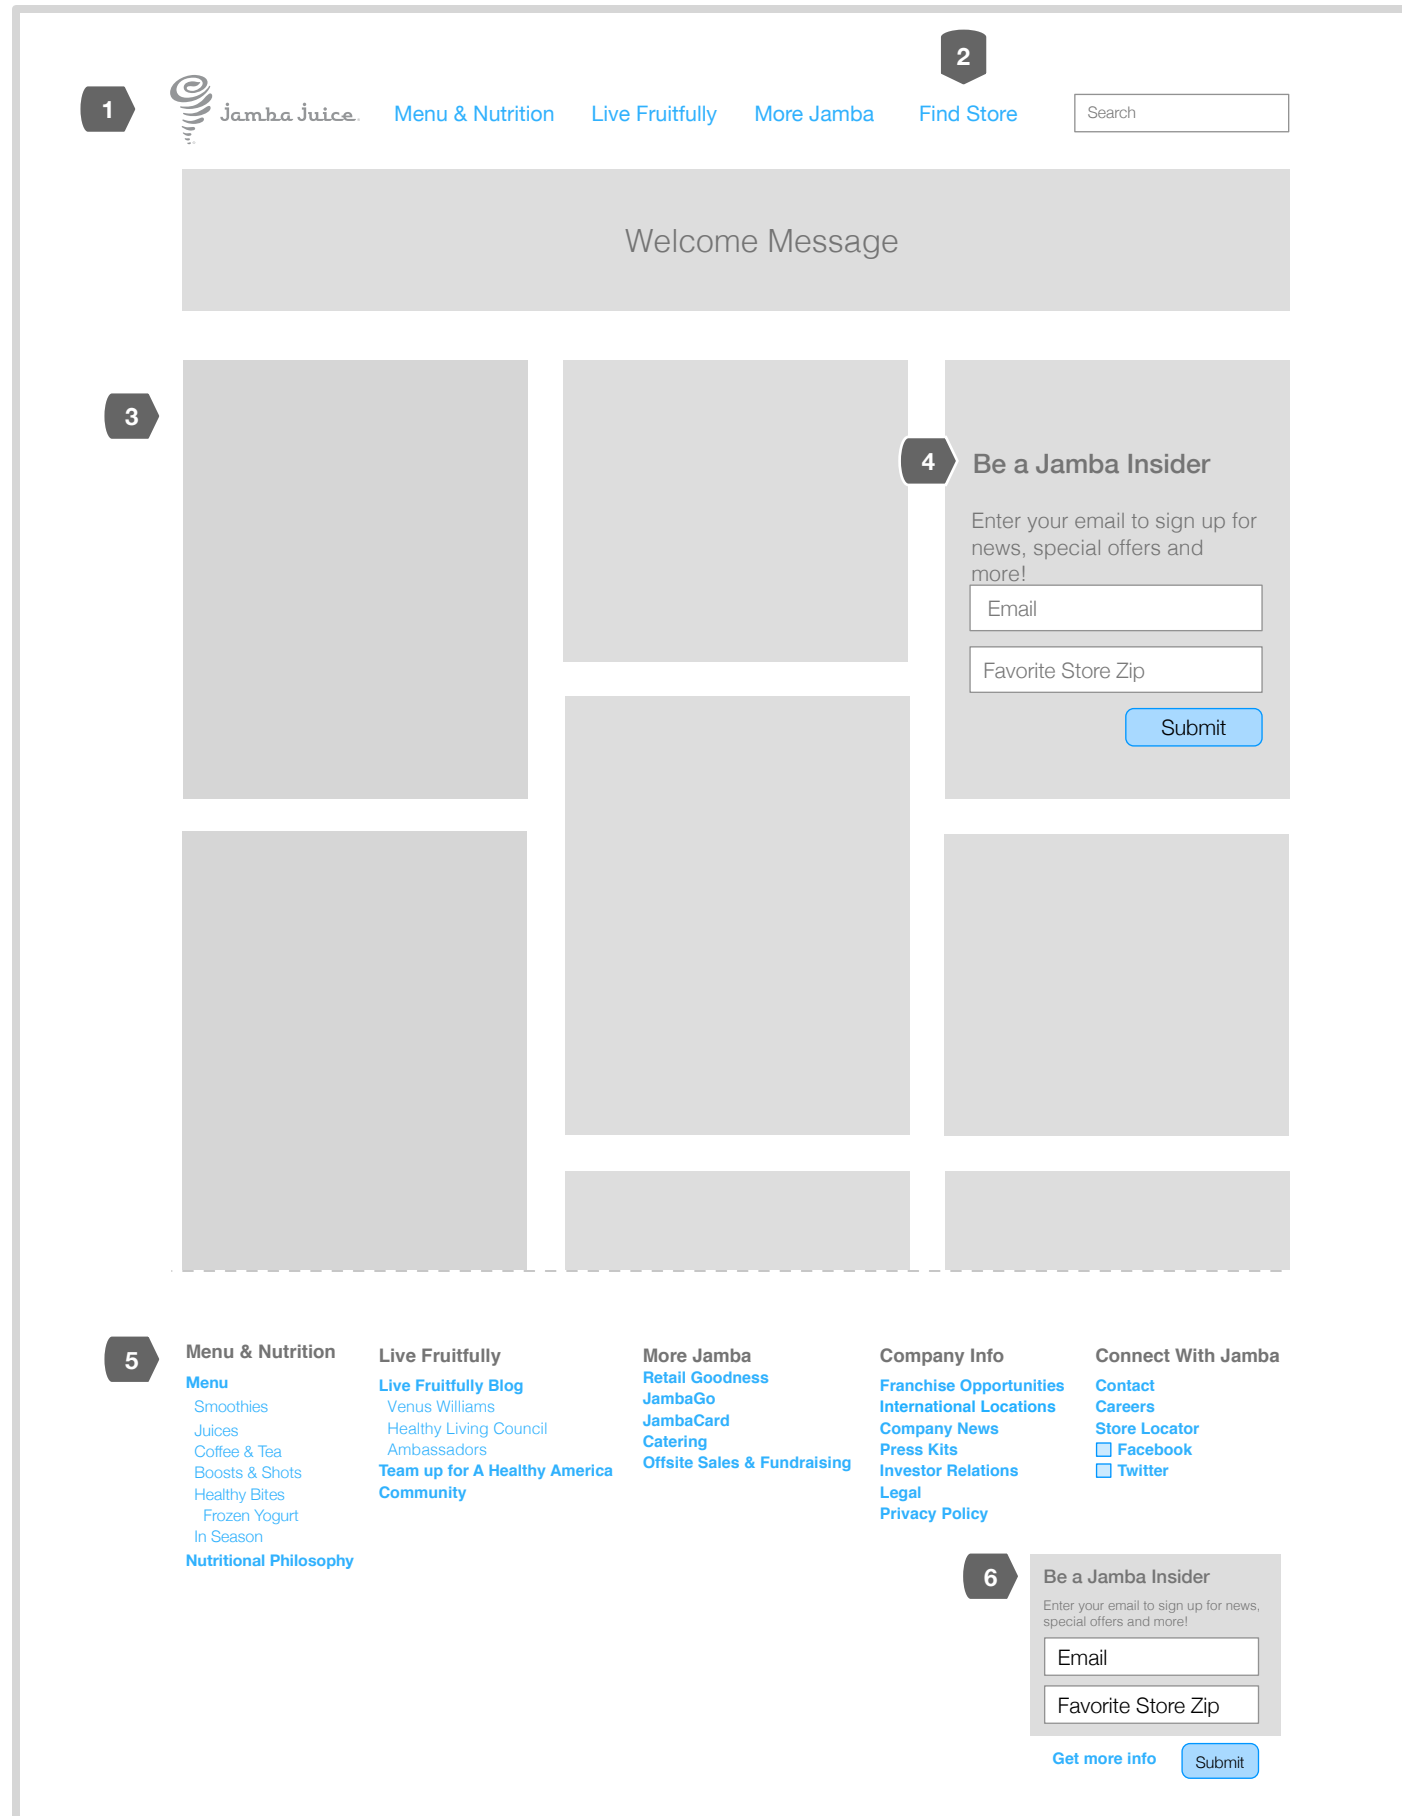 2
1
jamba juice
Menu & Nutrition
Live Fruitfully
More Jamba
Find Store
Search
Welcome Message
3
4
Be a Jamba Insider
Enter your email to sign up for
news, special offers and
more!
Email
Favorite Store Zip
Submit
5
Menu & Nutrition
Menu
Smoothies
Juices
Coffee & Tea
Boosts & Shots
Healthy Bites
Frozen Yogurt
In Season
Nutritional Philosophy
Live Fruitfully
Live Fruitfully Blog
Venus Williams
Healthy Living Council
Ambassadors
Team up for A Healthy America
Community
More Jamba
Retail Goodness
JambaGo
JambaCard
Catering
Offsite Sales & Fundraising
Company Info
Franchise Opportunities
International Locations
Company News
Press Kits
Investor Relations
Legal
Privacy Policy
Connect With Jamba
Contact
Careers
Store Locator
Facebook
Twitter
6
Be a Jamba Insider
Enter your email to sign up for news,
special offers and more!
Email
Favorite Store Zip
Get more info
Submit